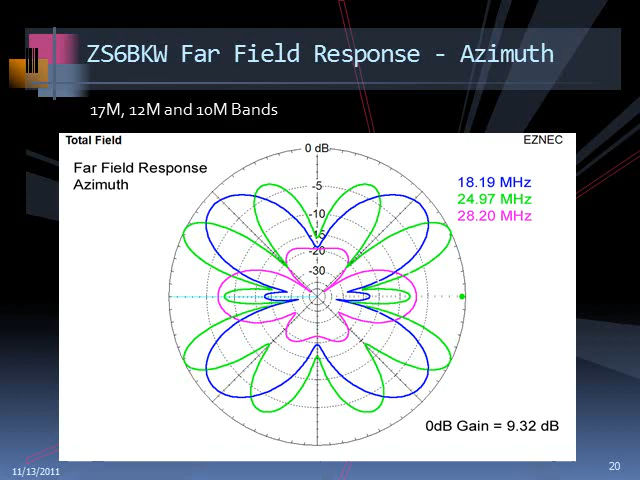 ZS6BKW Far Field Response - Azimuth
17M, 12M and 10M Bands
Total Field
0 dB
EZNEC
Far Field Response
Azimuth
18.19 MHz
24.97 MHz
28.20 MHz
-5
-10
-15
-20
-30
0dB Gain = 9.32 dB
11/13/2011
20